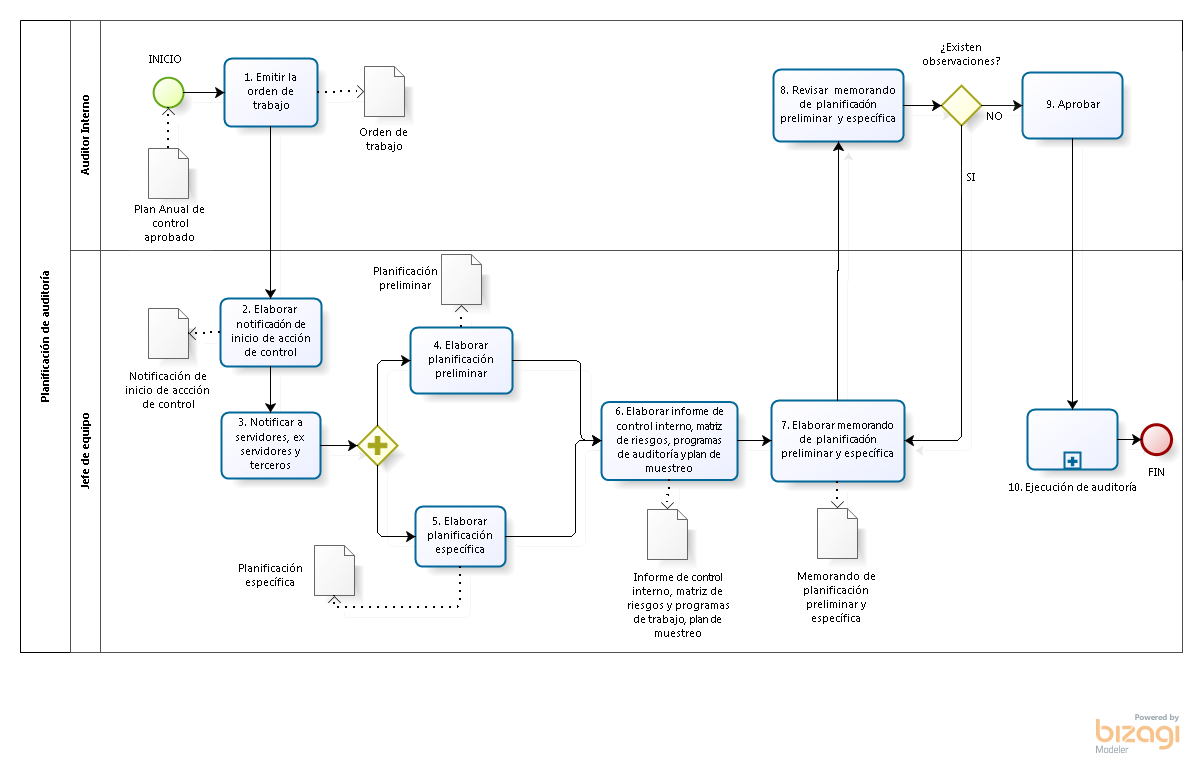 Planificación de auditoría
Auditor Interno
INICIO
1. Emitir la
orden de
trabajo
Orden de
trabajo
Plan Anual de
control
aprobado
8. Revisar memorando
de planificación
preliminar y específica
¿Existen
observaciones?
NO
SI
9. Aprobar
Jefe de equipo
2. Elaborar
notificación de
inicio de acción
de control
Notificación de
inicio de accción
de control
3. Notificar a
servidores, ex
servidores y
terceros
Planificación
preliminar
4. Elaborar
planificación
preliminar
5. Elaborar
planificación
específica
Planificación
específica
6. Elaborar informe de
control interno, matriz
de riesgos, programas
de auditoría y plan de
muestreo
Informe de control
interno, matriz de
riesgos y programas
de trabajo, plan de
muestreo
7. Elaborar memorando
de planificación
preliminar y específica
Memorando de
planificación
preliminar y
específica
10. Ejecución de auditoría
FIN
Powered by
bizagi
Modeler